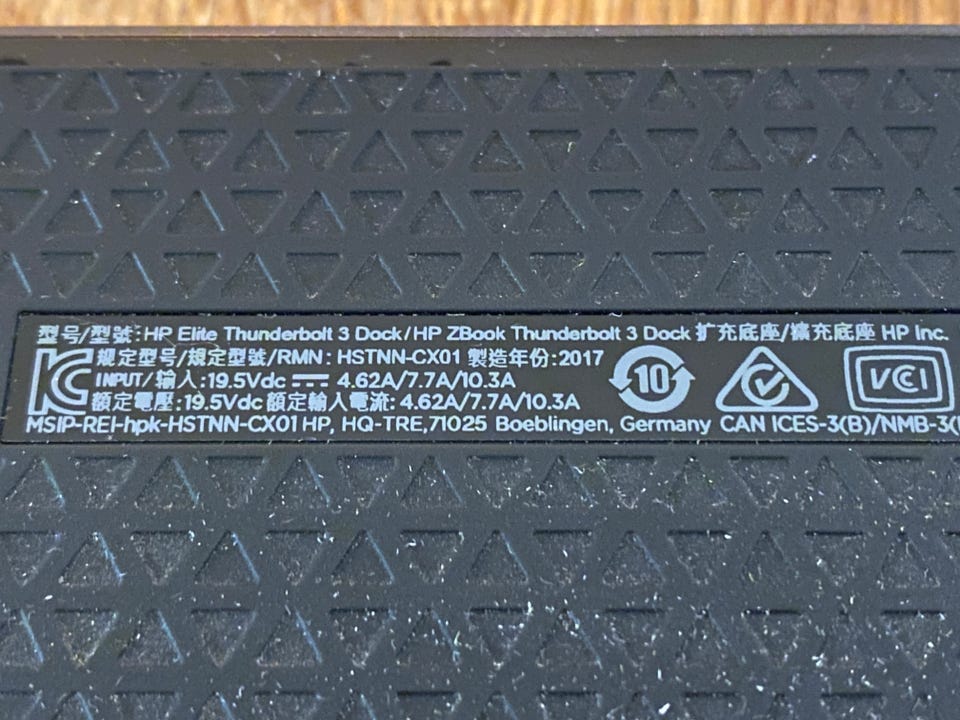 型号/型號:HP Elite Thunderbolt 3 Dock/HP ZBook Thunderbolt 3 Dock 扩充底座/擴充底座 HP Inc.
规定型号/規定型號/RMN : HSTNN-CX01 製造年份:2017
INPUT/ 输入:19.5Vdc 4.62A/7.7A/10.3A
額定電壓:19.5Vdc 額定輸入電流: 4.62A/7.7A/10.3A
MSIP-REI-hpk-HSTNN-CX01 HP, HQ-TRE,71025 Boeblingen, Germany CAN ICES-3(B)/NMB-3(
KC
10
VCCI